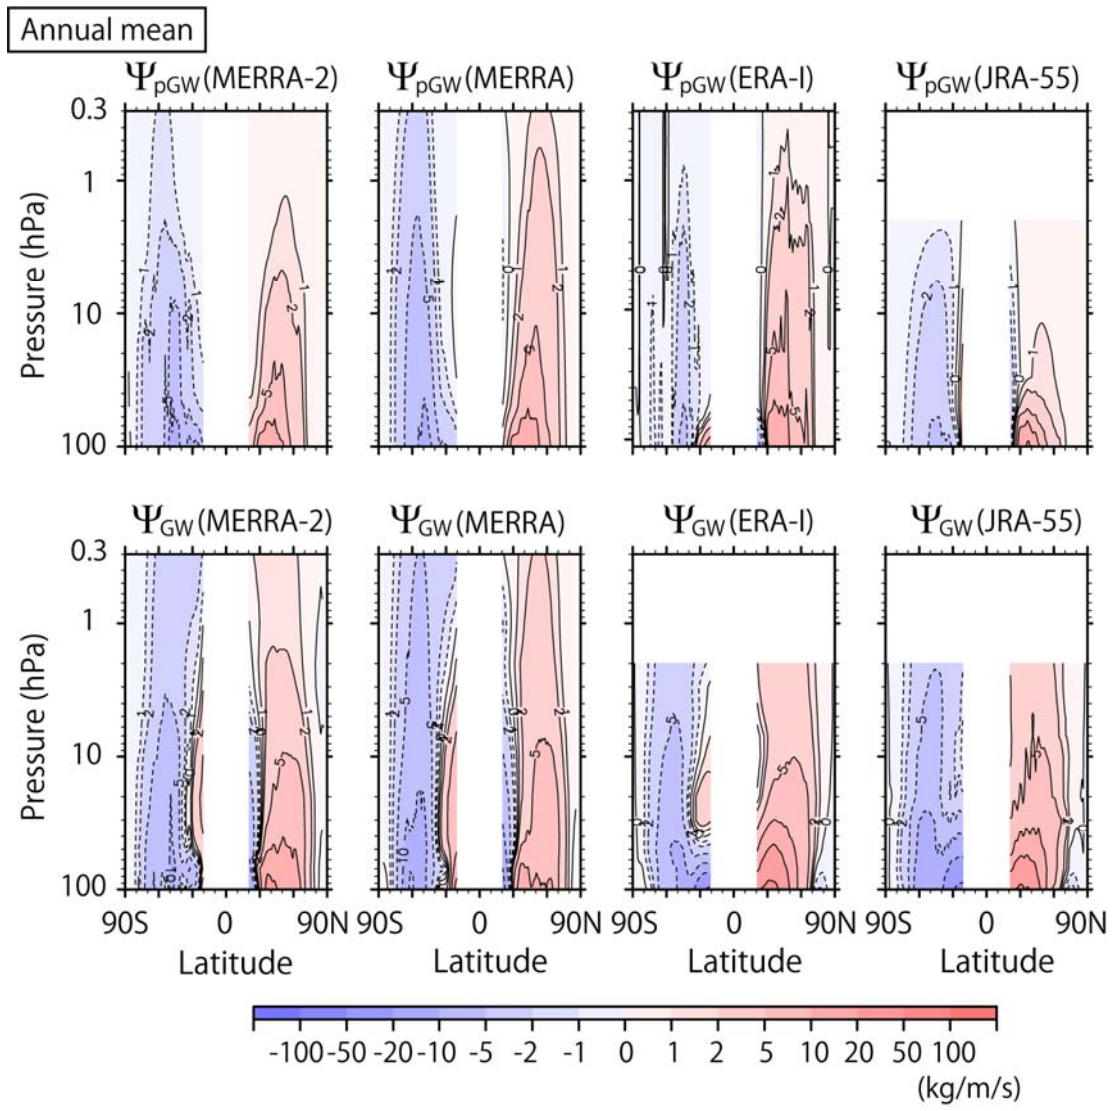 Annual mean
Ψ_pGW (MERRA-2) Ψ_pGW (MERRA) Ψ_pGW (ERA-I) Ψ_pGW (JRA-55)
0.3
1
10
100
Pressure (hPa)
Ψ_GW (MERRA-2) Ψ_GW (MERRA) Ψ_GW (ERA-I) Ψ_GW (JRA-55)
0.3
1
10
100
Pressure (hPa)
90S 0 90N 90S 0 90N 90S 0 90N 90S 0 90N
Latitude Latitude Latitude Latitude
-100 -50 -20 -10 -5 -2 -1 0 1 2 5 10 20 50 100
(kg/m/s)